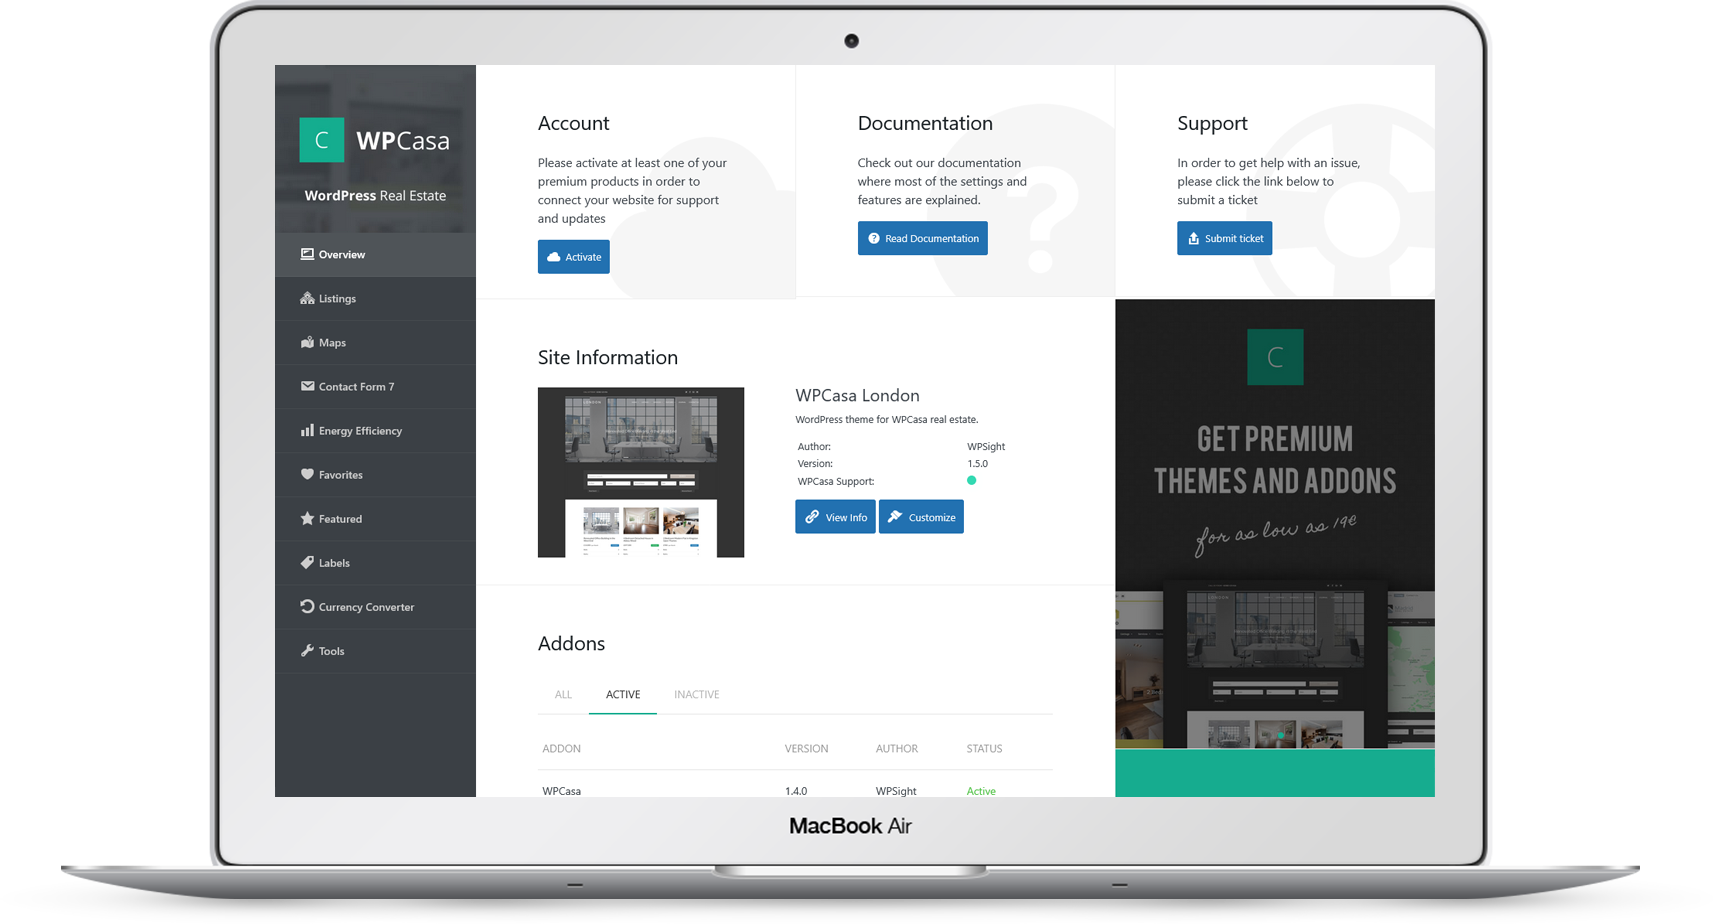 C WPCasa
WordPress Real Estate
Overview
Listings
Maps
Contact Form 7
Energy Efficiency
Favorites
Featured
Labels
Currency Converter
Tools
Account
Please activate at least one of your
premium products in order to
connect your website for support
and updates
Activate
Documentation
Check out our documentation
where most of the settings and
features are explained.
Read Documentation
Support
In order to get help with an issue,
please click the link below to
submit a ticket
Submit ticket
Site Information
WPCasa London
WordPress theme for WPCasa real estate.
Author: WPSight
Version: 1.5.0
WPCasa Support:
View Info Customize
C
GET PREMIUM
THEMES AND ADDONS
for as low as 19€
Addons
ALL ACTIVE INACTIVE
ADDON VERSION AUTHOR STATUS
WPCasa 1.4.0 WPSight Active
MacBook Air